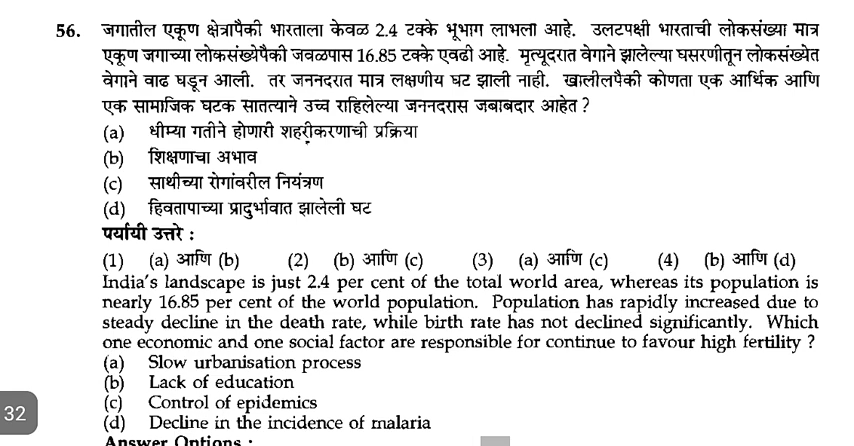 56. जगातील एकूण क्षेत्रापैकी भारताला केवळ 2.4 टक्के भूभाग लाभला आहे. उलटपक्षी भारताची लोकसंख्या मात्र
एकूण जगाच्या लोकसंख्येपैकी जवळपास 16.85 टक्के एवढी आहे. मृत्यूदरात वेगाने झालेल्या घसरणीतून लोकसंख्येत
वेगाने वाढ घडून आली. तर जननदरात मात्र लक्षणीय घट झाली नाही. खालीलपैकी कोणता एक आर्थिक आणि
एक सामाजिक घटक सातत्याने उच्च राहिलेल्या जननदरास जबाबदार आहेत ?
(a) धीम्या गतीने होणारी शहरीकरणाची प्रक्रिया
(b) शिक्षणाचा अभाव
(c) साथीच्या रोगांवरील नियंत्रण
(d) हिवतापाच्या प्रादुर्भावात झालेली घट
पर्यायी उत्तरे :
(1) (a) आणि (b) (2) (b) आणि (c) (3) (a) आणि (c) (4) (b) आणि (d)
India's landscape is just 2.4 per cent of the total world area, whereas its population is
nearly 16.85 per cent of the world population. Population has rapidly increased due to
steady decline in the death rate, while birth rate has not declined significantly. Which
one economic and one social factor are responsible for continue to favour high fertility ?
(a) Slow urbanisation process
(b) Lack of education
(c) Control of epidemics
(d) Decline in the incidence of malaria
Answer Options :
32